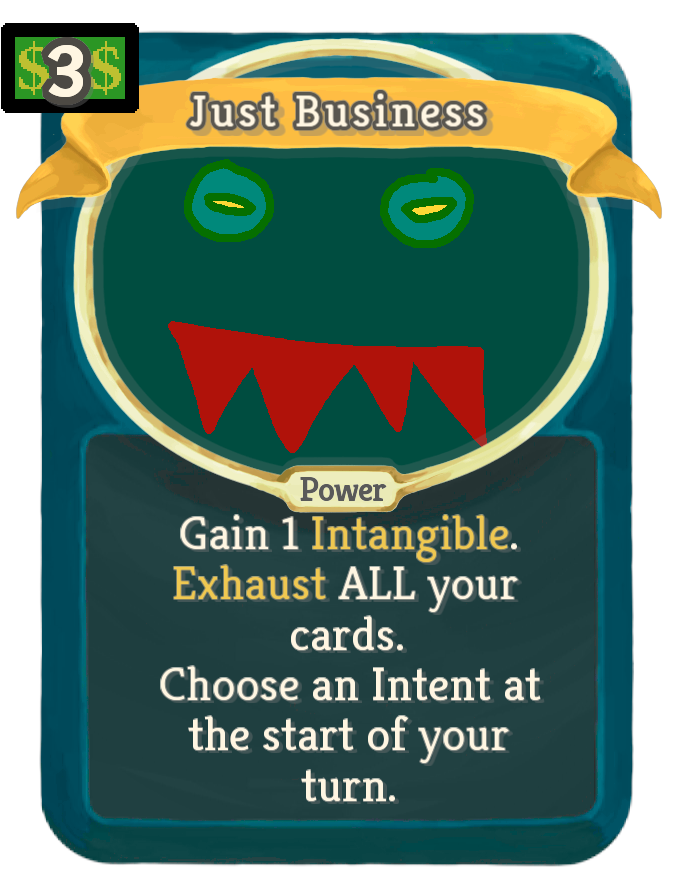 $3$
Just Business
Power
Gain 1 Intangible.
Exhaust ALL your
cards.
Choose an Intent at
the start of your
turn.